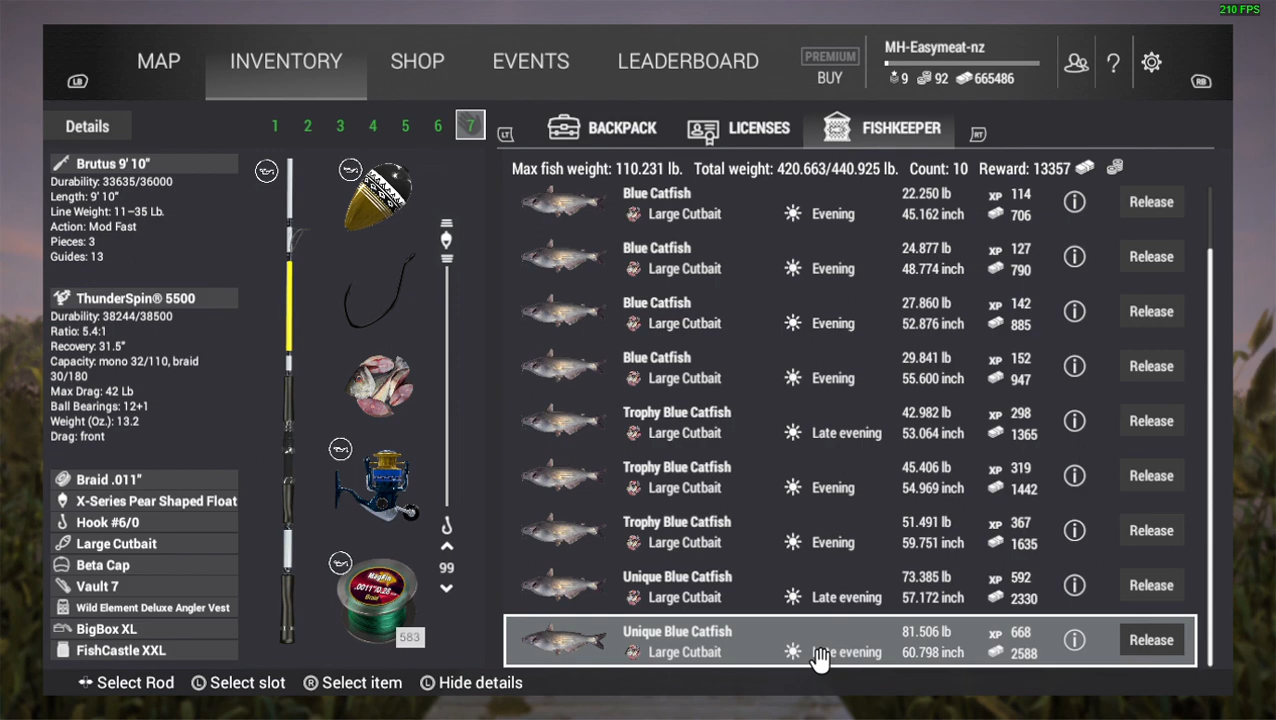 210 FPS
MAP INVENTORY SHOP EVENTS LEADERBOARD PREMIUM BUY MH-Easymeat-nz
9 92 665486 ?
LB RB
Details 1 2 3 4 5 6 7 LT BACKPACK LICENSES FISHKEEPER RT
Brutus 9' 10"
Durability: 33635/36000
Length: 9' 10"
Line Weight: 11–35 Lb.
Action: Mod Fast
Pieces: 3
Guides: 13
ThunderSpin® 5500
Durability: 38244/38500
Ratio: 5.4:1
Recovery: 31.5"
Capacity: mono 32/110, braid
30/180
Max Drag: 42 Lb
Ball Bearings: 12+1
Weight (Oz.): 13.2
Drag: front
Braid .011"
X-Series Pear Shaped Float
Hook #6/0
Large Cutbait
Beta Cap
Vault 7
Wild Element Deluxe Angler Vest
BigBox XL
FishCastle XXL
99
MagFin
.0011"/0.28
Braid
583
Max fish weight: 110.231 lb. Total weight: 420.663/440.925 lb. Count: 10 Reward: 13357
Blue Catfish 22.250 lb XP 114
Large Cutbait Evening 45.162 inch 706 Release
Blue Catfish 24.877 lb XP 127
Large Cutbait Evening 48.774 inch 790 Release
Blue Catfish 27.860 lb XP 142
Large Cutbait Evening 52.876 inch 885 Release
Blue Catfish 29.841 lb XP 152
Large Cutbait Evening 55.600 inch 947 Release
Trophy Blue Catfish 42.982 lb XP 298
Large Cutbait Late evening 53.064 inch 1365 Release
Trophy Blue Catfish 45.406 lb XP 319
Large Cutbait Evening 54.969 inch 1442 Release
Trophy Blue Catfish 51.491 lb XP 367
Large Cutbait Evening 59.751 inch 1635 Release
Unique Blue Catfish 73.385 lb XP 592
Large Cutbait Late evening 57.172 inch 2330 Release
Unique Blue Catfish 81.506 lb XP 668
Large Cutbait evening 60.798 inch 2588 Release
Select Rod L Select slot R Select item L Hide details